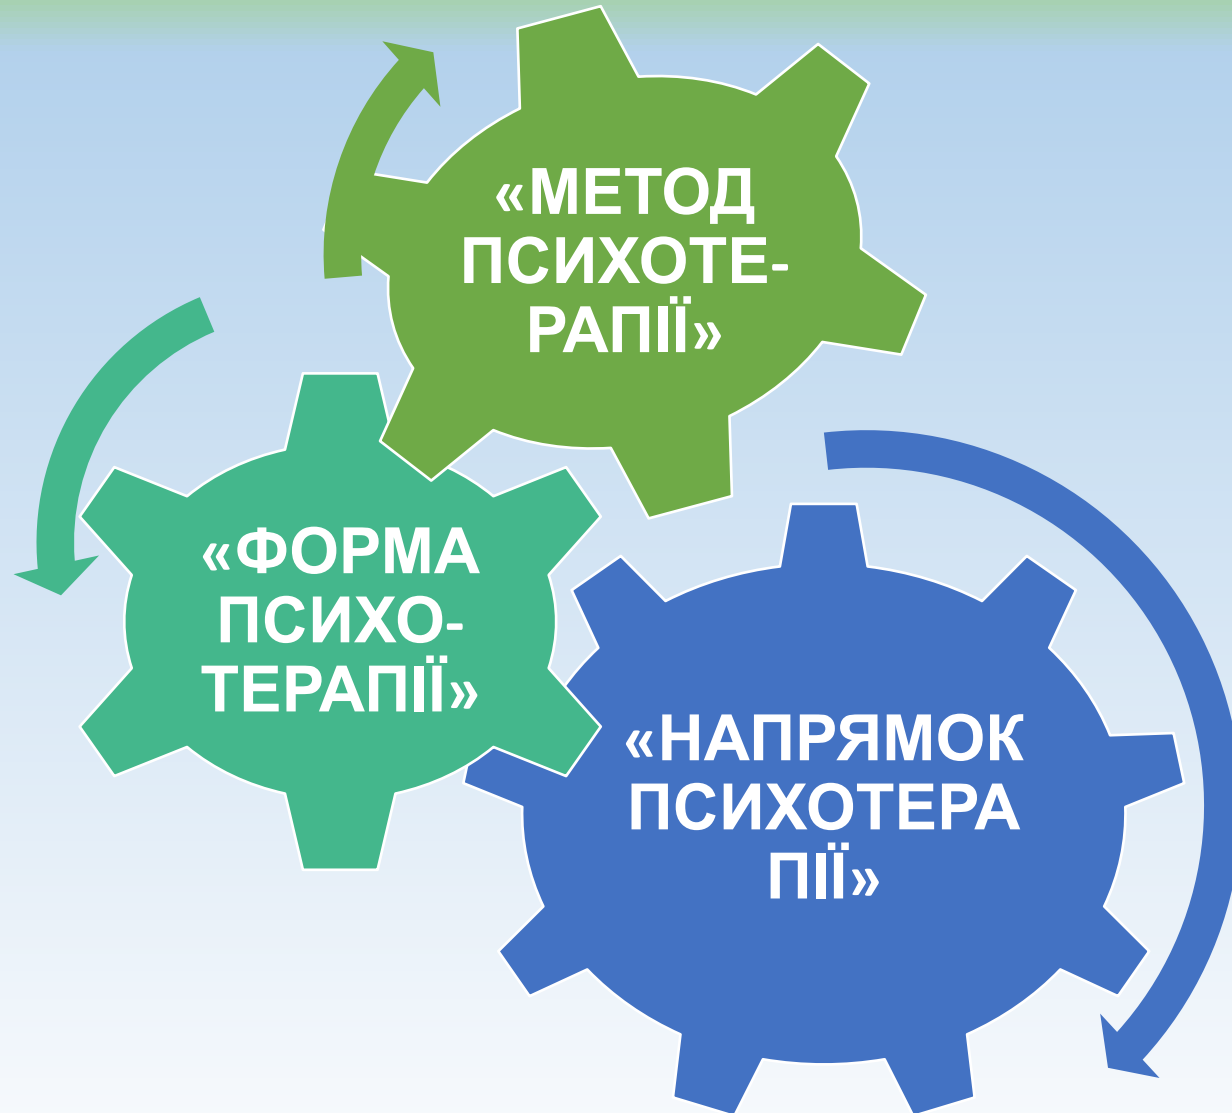 «МЕТОД
ПСИХОТЕ-
РАПІЇ»
«ФОРМА
ПСИХО-
ТЕРАПІЇ»
«НАПРЯМОК
ПСИХОТЕРА
ПІЇ»